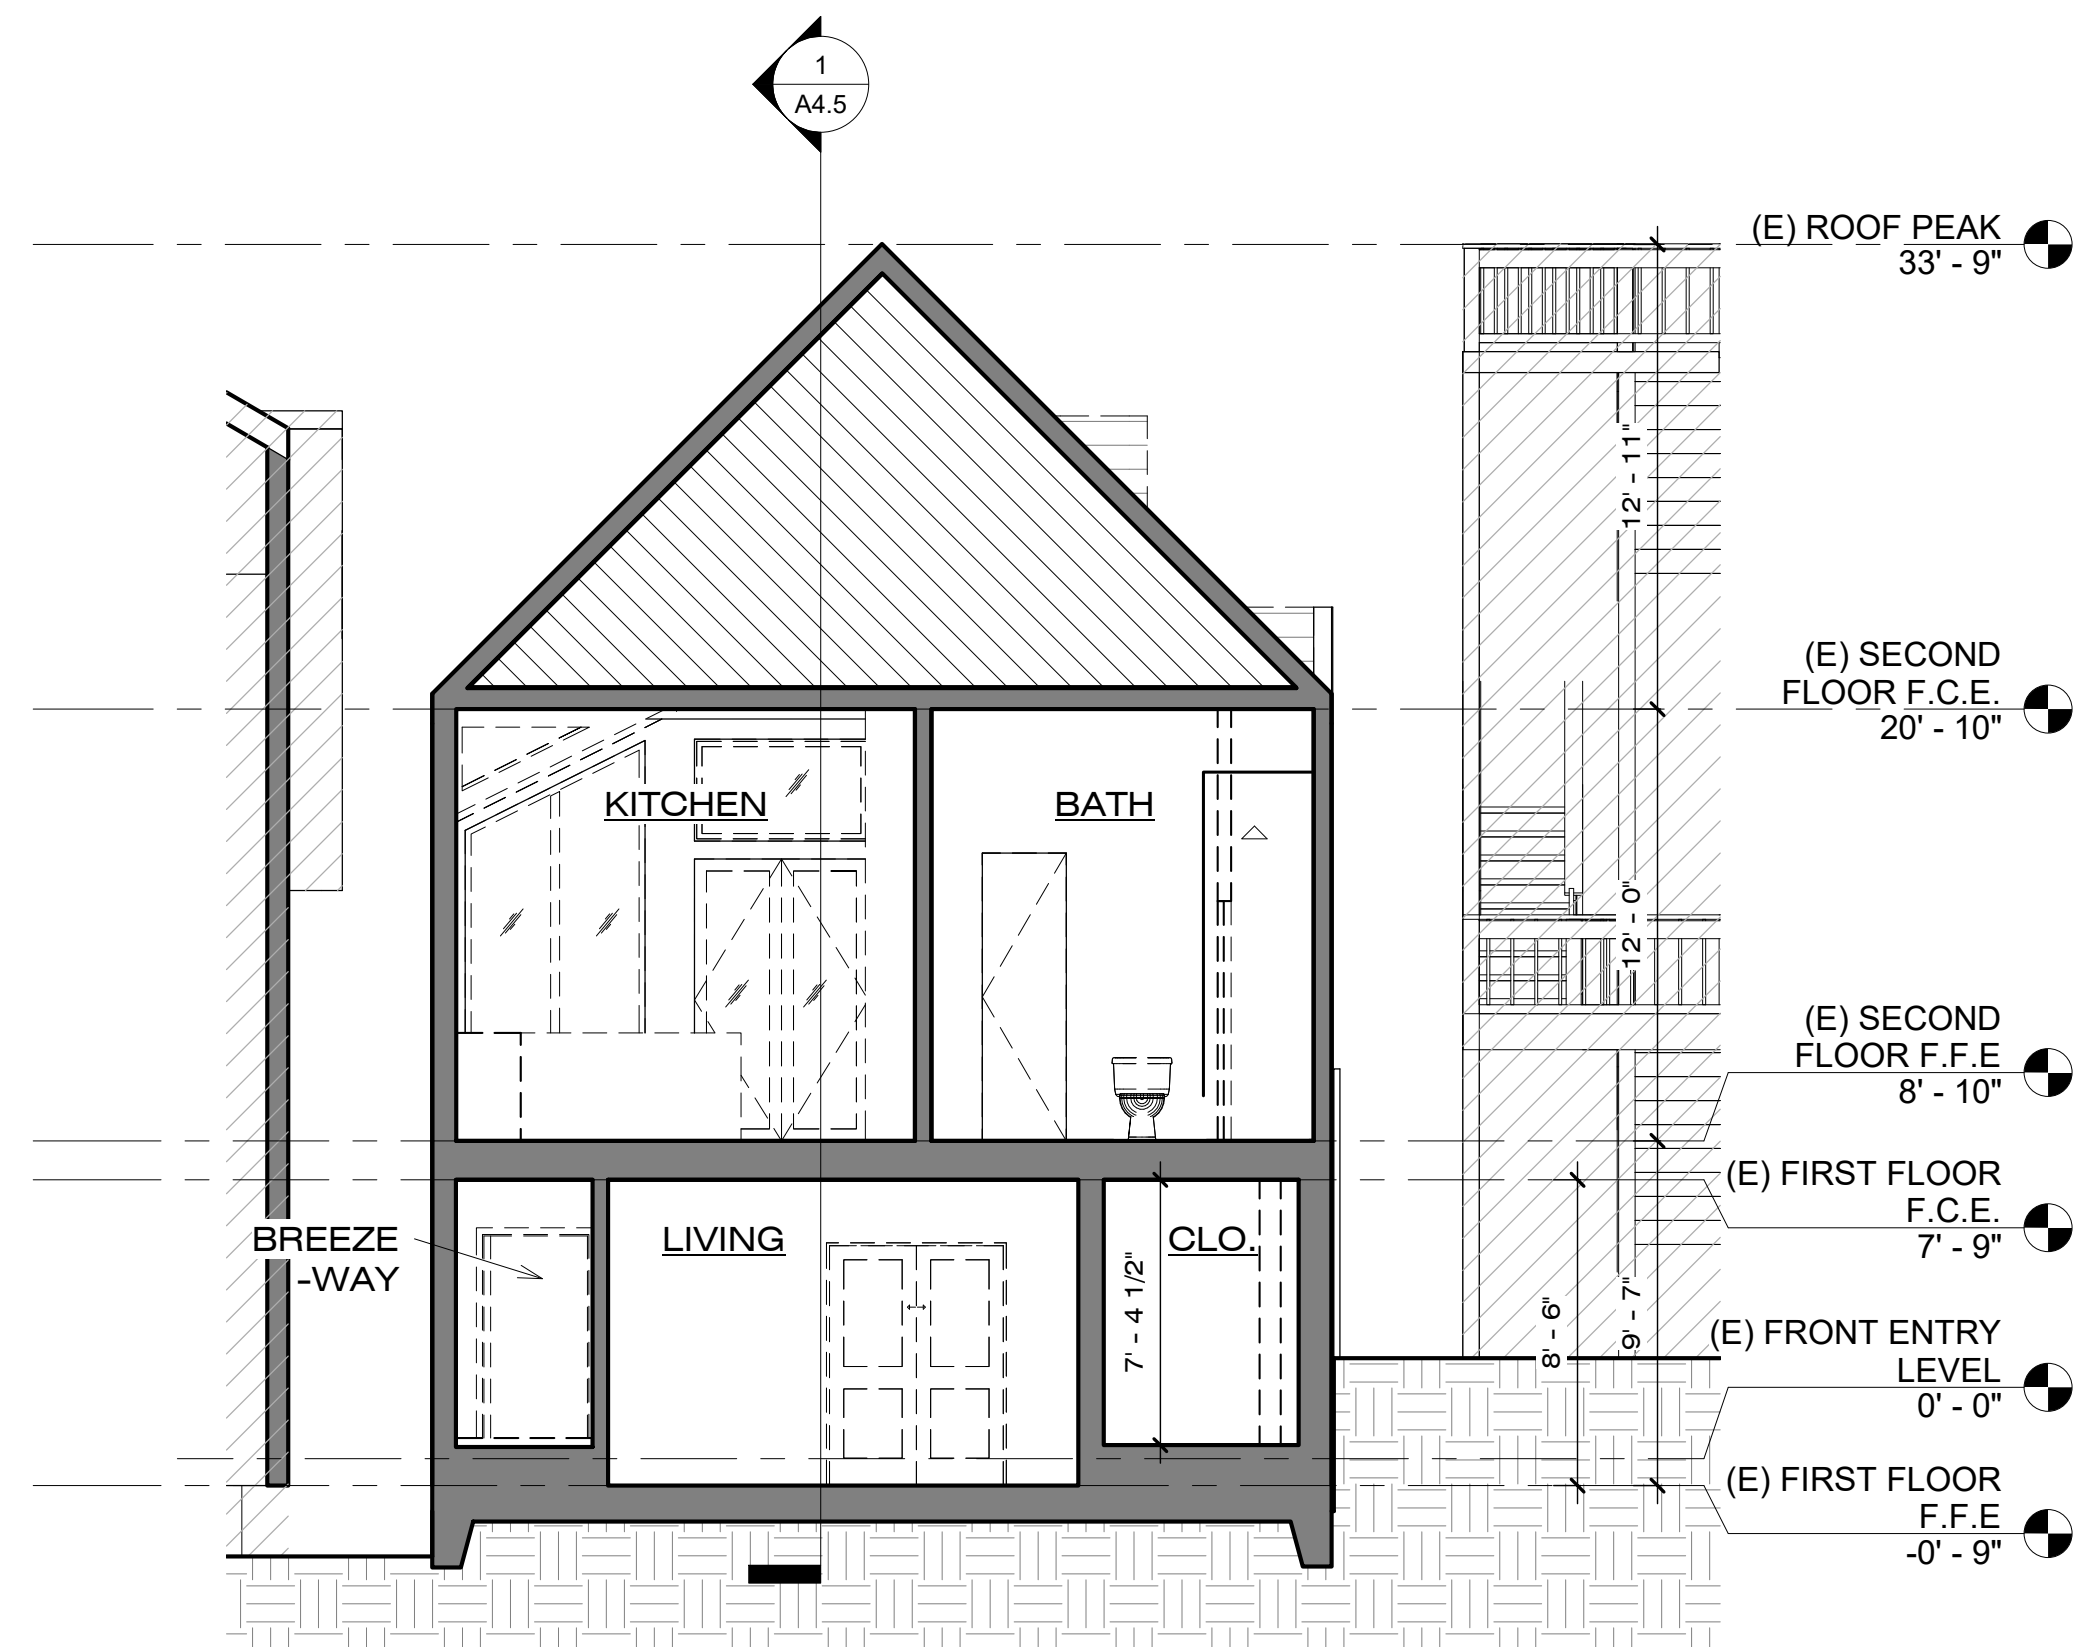 1
A4.5
(E) ROOF PEAK
33' - 9"
12' - 11"
(E) SECOND
FLOOR F.C.E.
20' - 10"
KITCHEN
BATH
12' - 0"
(E) SECOND
FLOOR F.F.E
8' - 10"
(E) FIRST FLOOR
F.C.E.
7' - 9"
BREEZE
-WAY
LIVING
CLO.
7' - 4 1/2"
8' - 6"
9' - 7"
(E) FRONT ENTRY
LEVEL
0' - 0"
(E) FIRST FLOOR
F.F.E
-0' - 9"